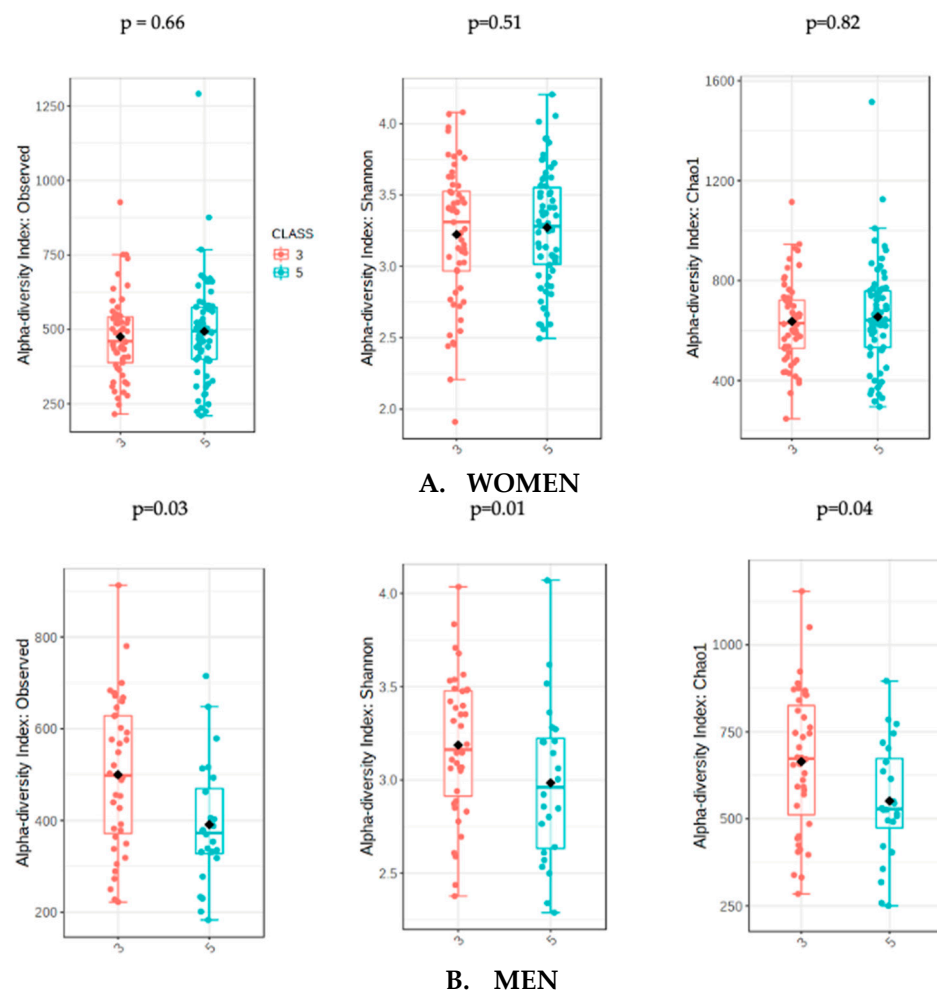 p = 0.66
p=0.51
p=0.82
Alpha-diversity Index: Observed
1250
1000
750
500
250
3
5
CLASS
3
5
Alpha-diversity Index: Shannon
4.0
3.5
3.0
2.5
2.0
3
5
Alpha-diversity Index: Chao1
1600
1200
800
400
3
5
A. WOMEN
p=0.03
p=0.01
p=0.04
Alpha-diversity Index: Observed
800
600
400
200
3
5
Alpha-diversity Index: Shannon
4.0
3.5
3.0
2.5
3
5
Alpha-diversity Index: Chao1
1000
750
500
250
3
5
B. MEN